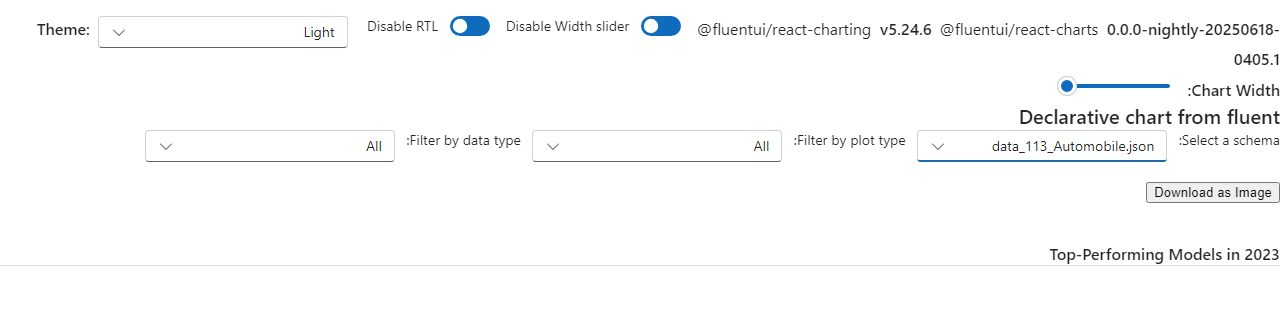 Theme: Light Disable RTL Disable Width slider @fluentui/react-charting v5.24.6 @fluentui/react-charts 0.0.0-nightly-20250618-
0405.1
:Chart Width
Declarative chart from fluent
:Select a schema data_113_Automobile.json :Filter by plot type All :Filter by data type All
Download as Image
Top-Performing Models in 2023